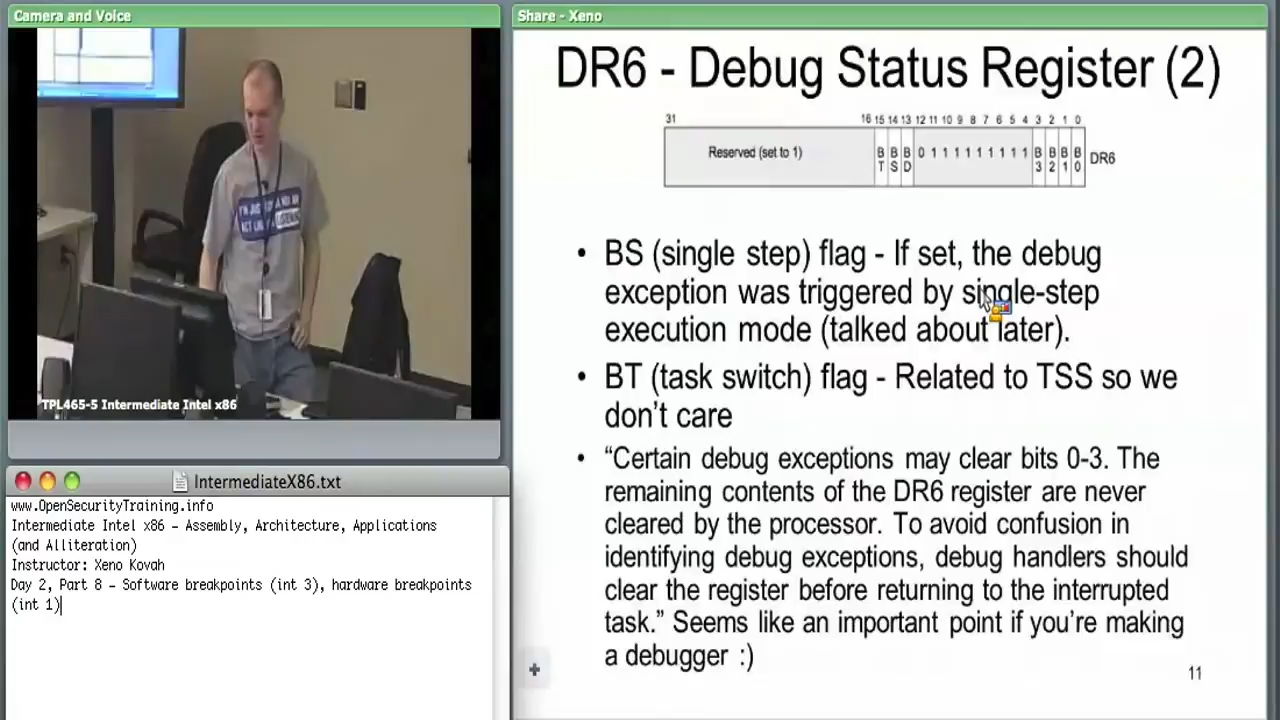 Camera and Voice
TPL465-5 Intermediate Intel x86
IntermediateX86.txt
www.OpenSecurityTraining.info
Intermediate Intel x86 – Assembly, Architecture, Applications
(and Alliteration)
Instructor: Xeno Kovah
Day 2, Part 8 – Software breakpoints (int 3), hardware breakpoints
(int 1)
Share - Xeno
DR6 - Debug Status Register (2)
31 16 15 14 13 12 11 10 9 8 7 6 5 4 3 2 1 0
Reserved (set to 1) BT BS BD 0 1 1 1 1 1 1 1 1 B3 B2 B1 B0 DR6
• BS (single step) flag - If set, the debug
exception was triggered by single-step
execution mode (talked about later).
• BT (task switch) flag - Related to TSS so we
don't care
• “Certain debug exceptions may clear bits 0-3. The
remaining contents of the DR6 register are never
cleared by the processor. To avoid confusion in
identifying debug exceptions, debug handlers should
clear the register before returning to the interrupted
task.” Seems like an important point if you're making
a debugger :)
11